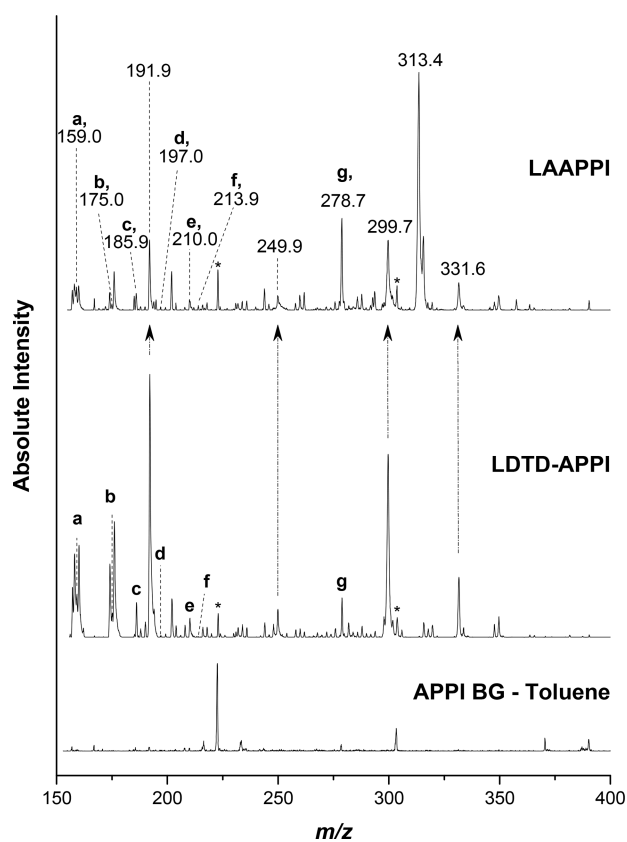 313.4
191.9
a,
159.0
d,
197.0
LAAPPI
b,
175.0
f,
213.9
g,
278.7
c,
185.9
e,
210.0
249.9
299.7
331.6
*
*
Absolute Intensity
LDTD-APPI
a
b
c
d
e
f
*
g
*
APPI BG - Toluene
150
200
250
300
350
400
m/z